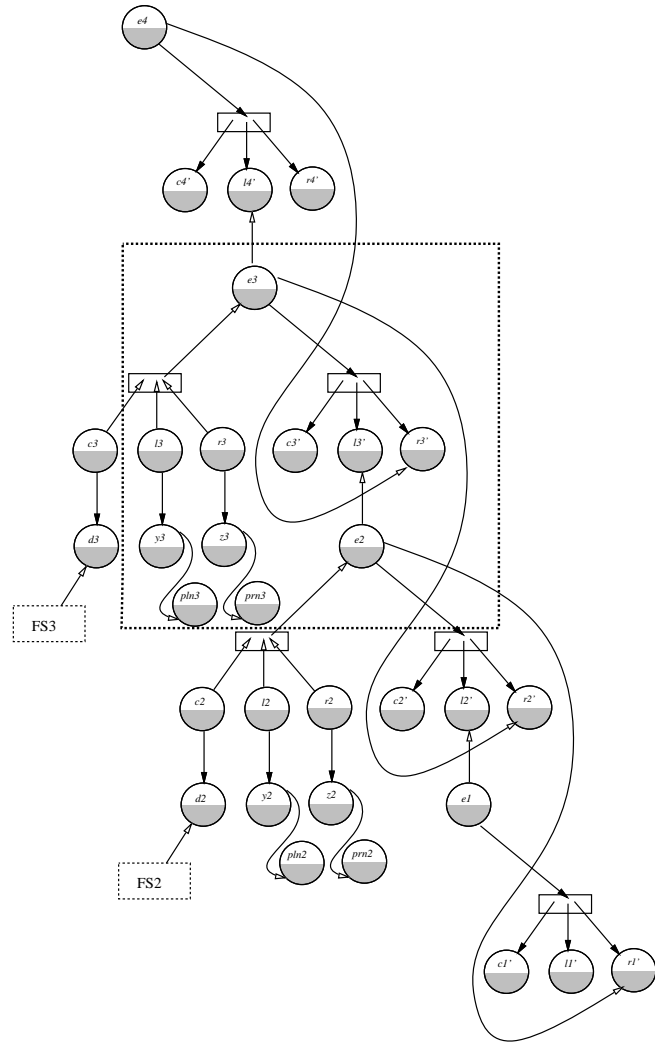 e4
c4' l4' r4'
e3
c3 l3 r3 c3' l3' r3'
d3 y3 z3 e2
pln3 prn3
FS3
c2 l2 r2 c2' l2' r2'
d2 y2 z2 e1
pln2 prn2
FS2
c1' l1' r1'